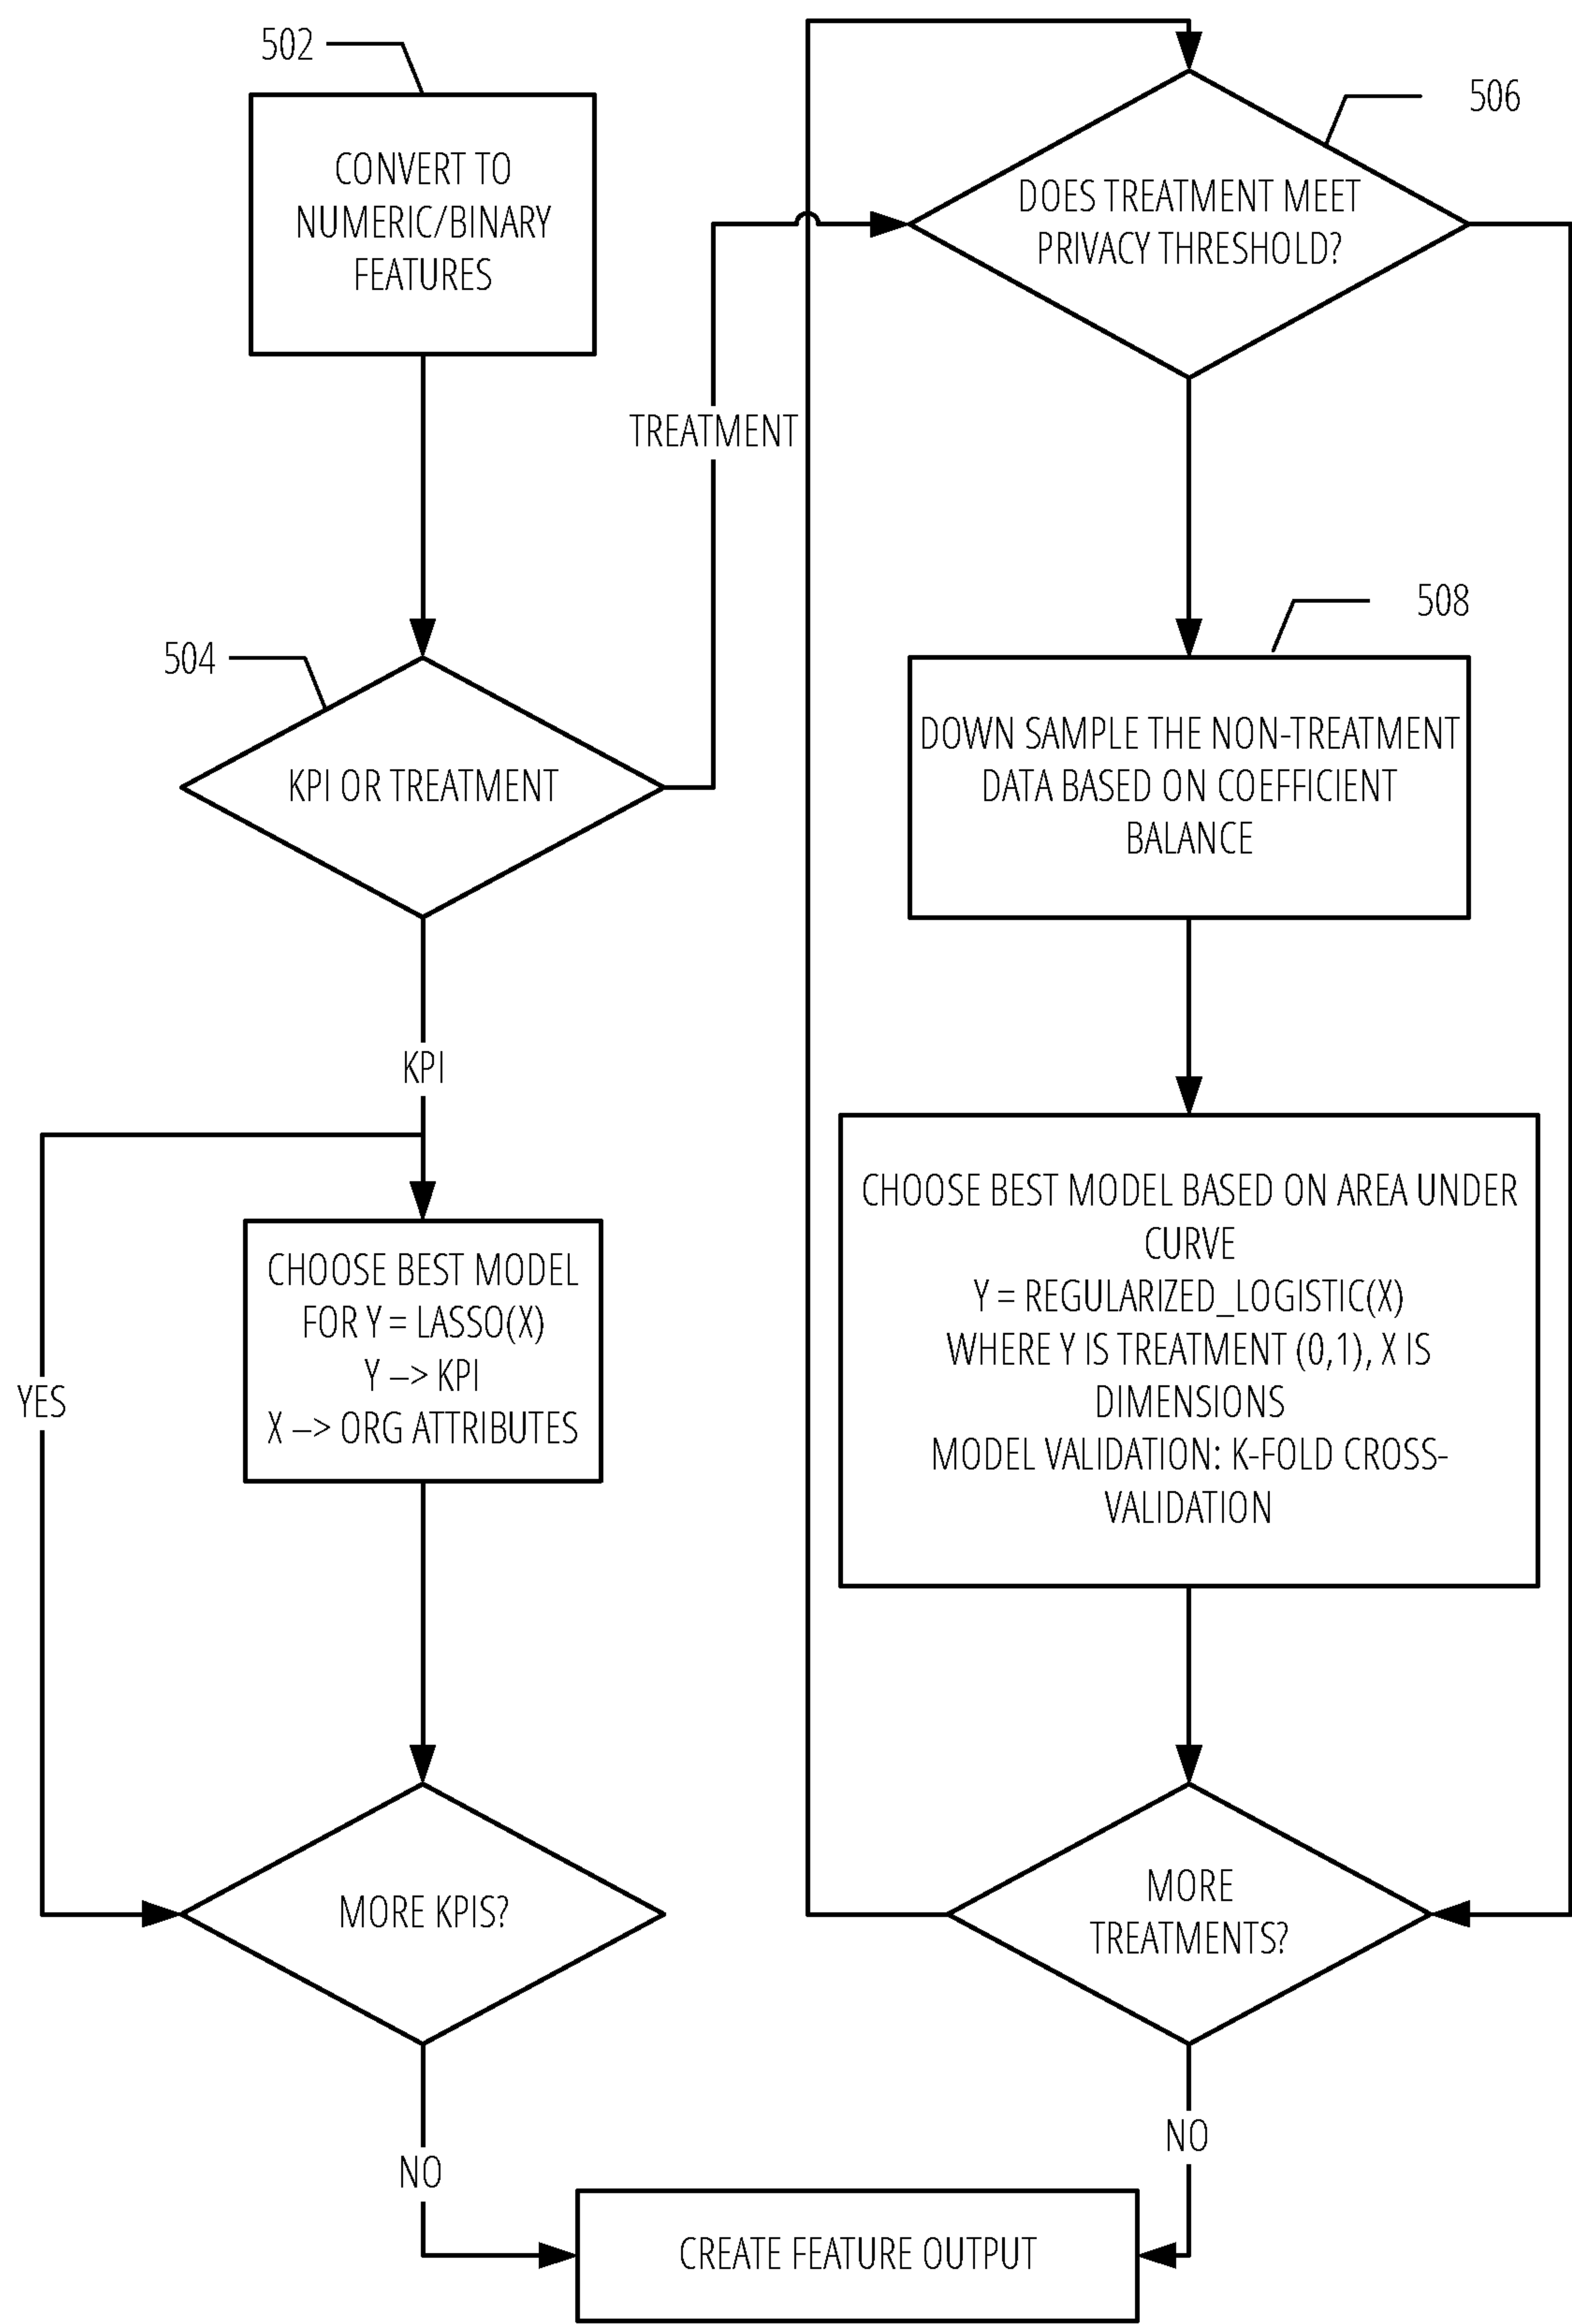 502
CONVERT TO
NUMERIC/BINARY
FEATURES
504
KPI OR TREATMENT
TREATMENT
KPI
YES
CHOOSE BEST MODEL
FOR Y = LASSO(X)
Y –> KPI
X –> ORG ATTRIBUTES
MORE KPIS?
NO
506
DOES TREATMENT MEET
PRIVACY THRESHOLD?
508
DOWN SAMPLE THE NON-TREATMENT
DATA BASED ON COEFFICIENT
BALANCE
CHOOSE BEST MODEL BASED ON AREA UNDER
CURVE
Y = REGULARIZED_LOGISTIC(X)
WHERE Y IS TREATMENT (0,1), X IS
DIMENSIONS
MODEL VALIDATION: K-FOLD CROSS-
VALIDATION
MORE
TREATMENTS?
NO
CREATE FEATURE OUTPUT